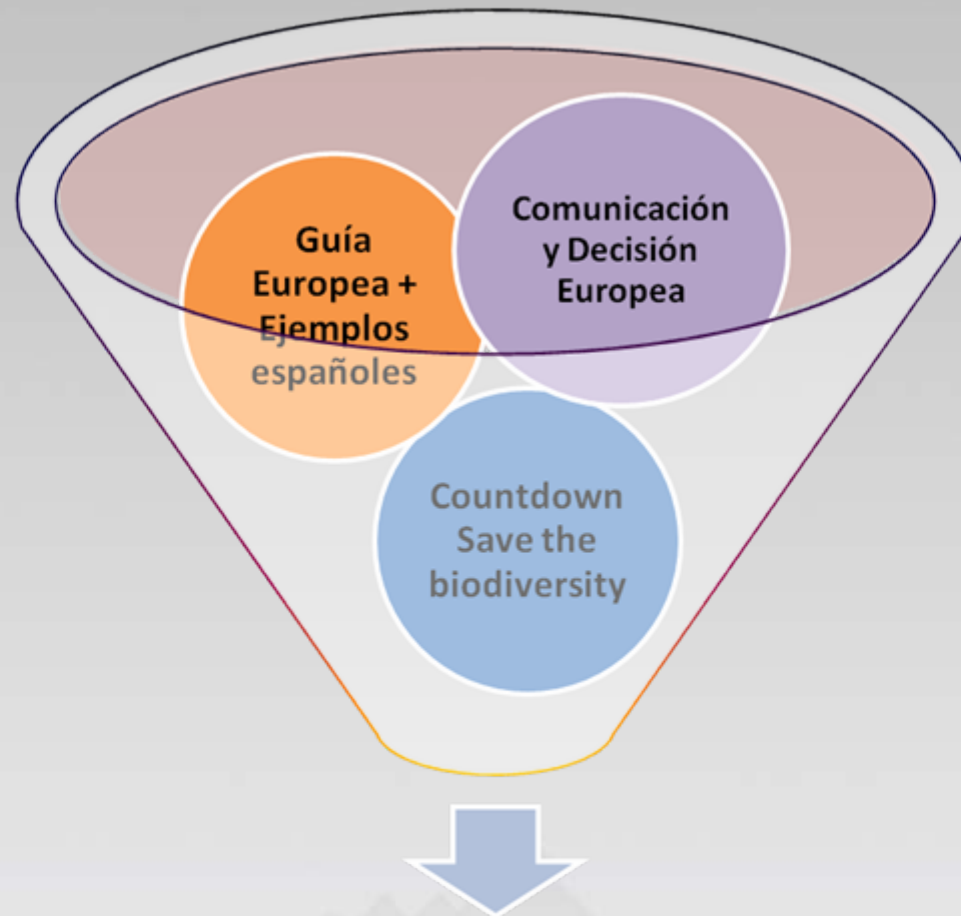 Guía
Europea +
Ejemplos
españoles
Comunicación
y Decisión
Europea
Countdown
Save the
biodiversity